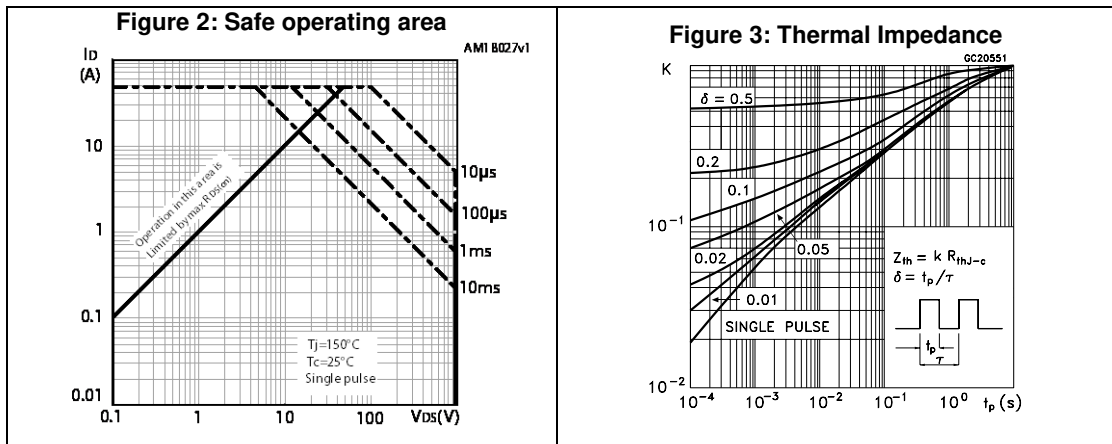 Figure 2: Safe operating area
AM1 8027v1
ID
(A)
10
1
0.1
0.01
Operation in this area is
Limited by max RDS(on)
10µs
100µs
1ms
10ms
Tj=150°C
Tc=25°C
Single pulse
0.1
1
10
100
VDS(V)
Figure 3: Thermal Impedance
GC20551
K
δ = 0.5
0.2
0.1
10⁻¹
0.05
0.02
0.01
SINGLE PULSE
Zth = k RthJ-c
δ = tp/τ
tp
τ
10⁻²
10⁻⁴
10⁻³
10⁻²
10⁻¹
10⁰
tp (s)